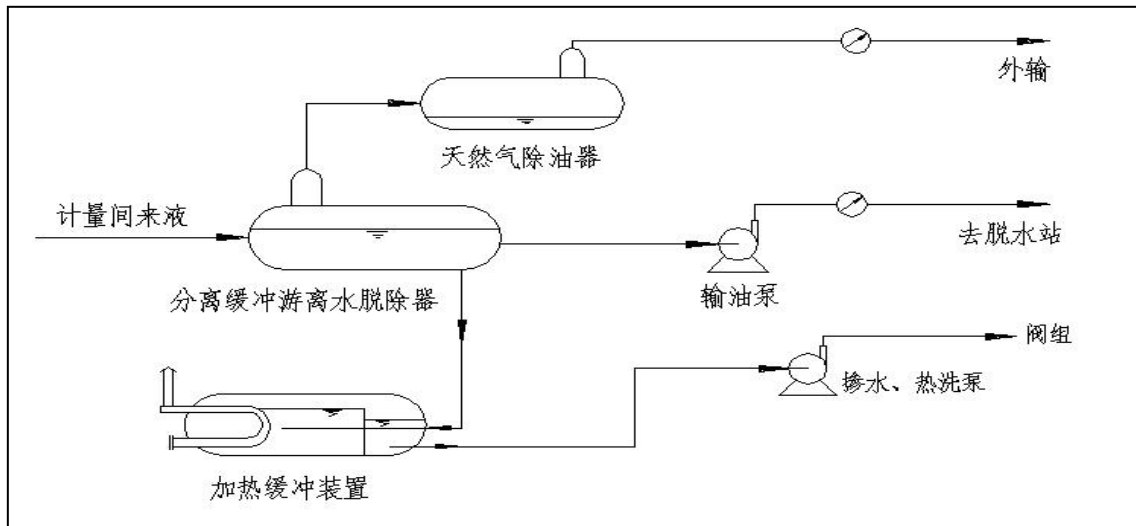 外输
天然气除油器
计量间来液
去脱水站
分离缓冲游离水脱除器
输油泵
阀组
掺水、热洗泵
加热缓冲装置